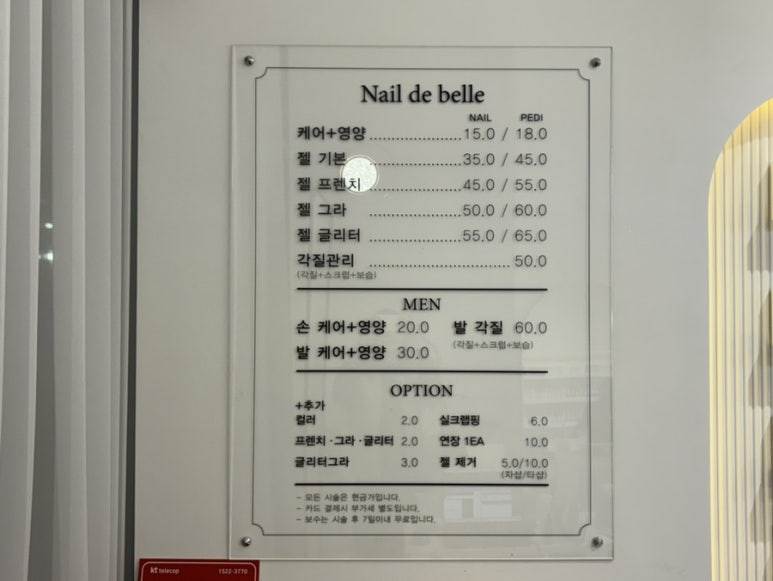 Nail de belle
NAIL PEDI
케어+영양 15.0 / 18.0
젤 기본 35.0 / 45.0
젤 프렌치 45.0 / 55.0
젤 그라 50.0 / 60.0
젤 글리터 55.0 / 65.0
각질관리 50.0
(각질+스크럽+보습)
MEN
손 케어+영양 20.0 발 각질 60.0
(각질+스크럽+보습)
발 케어+영양 30.0
OPTION
+추가
컬러 2.0 실크랩핑 6.0
프렌치·그라·글리터 2.0 연장 1EA 10.0
글리터그라 3.0 젤 제거 5.0/10.0
(자샵/타샵)
- 모든 시술은 현금가입니다.
- 카드 결제시 부가세 별도입니다.
- 보수는 시술 후 7일이내 무료입니다.
kt telecop 1522-3770